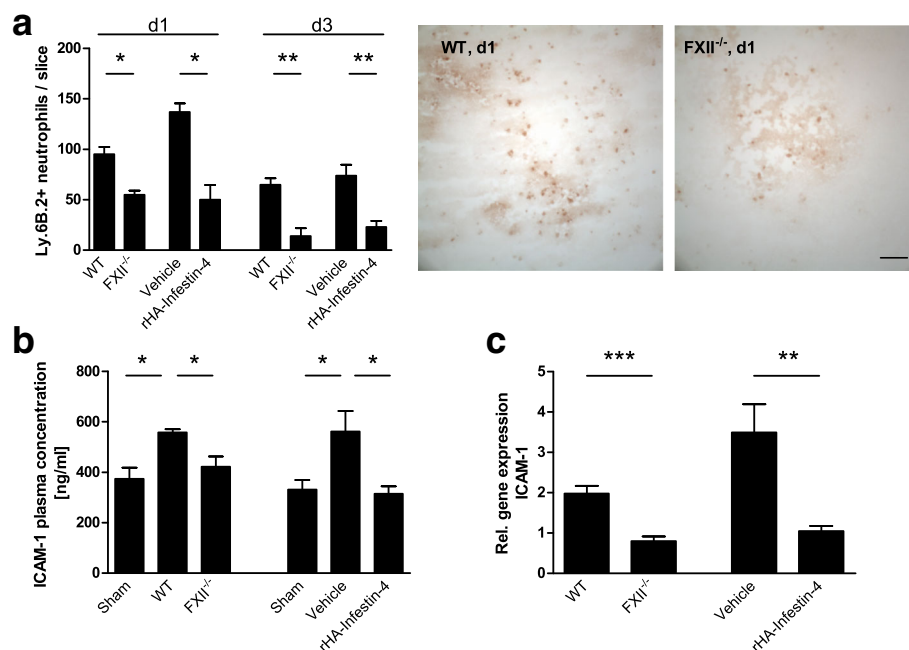 a
d1
d3
Ly.6B.2+ neutrophils / slice
200
150
100
50
0
*
*
**
**
WT
FXII-/-
Vehicle
rHA-Infestin-4
WT
FXII-/-
Vehicle
rHA-Infestin-4
WT, d1
FXII-/-, d1
b
ICAM-1 plasma concentration
[ng/ml]
800
600
400
200
0
*
*
*
*
Sham
WT
FXII-/-
Sham
Vehicle
rHA-Infestin-4
c
Rel. gene expression
ICAM-1
5
4
3
2
1
0
***
**
WT
FXII-/-
Vehicle
rHA-Infestin-4